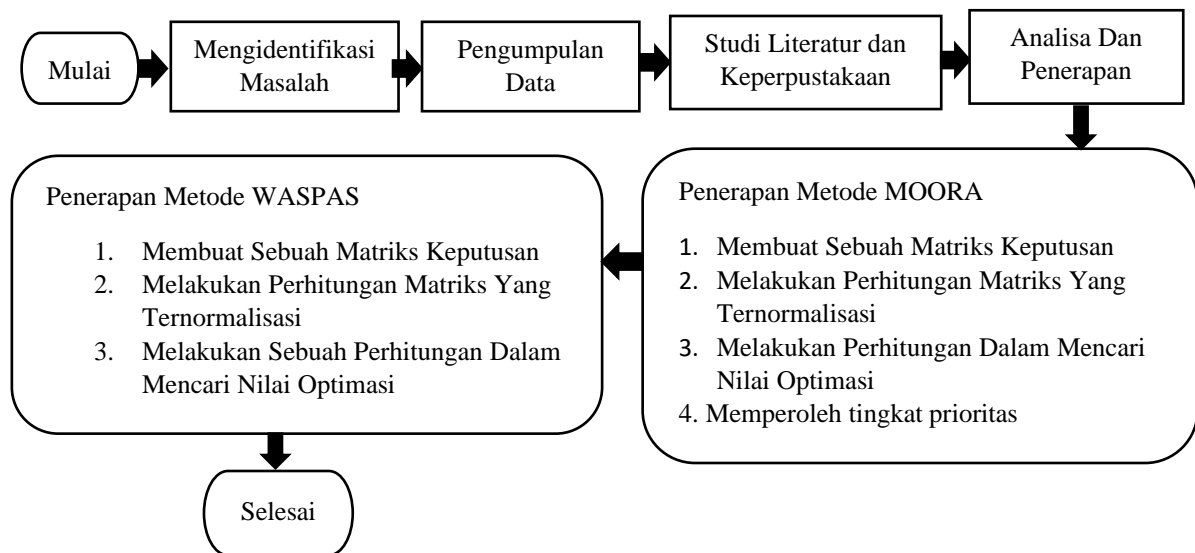 Mulai
Mengidentifikasi
Masalah
Pengumpulan
Data
Studi Literatur dan
Keperpustakaan
Analisa Dan
Penerapan
Penerapan Metode MOORA
1. Membuat Sebuah Matriks Keputusan
2. Melakukan Perhitungan Matriks Yang
Ternormalisasi
3. Melakukan Perhitungan Dalam Mencari
Nilai Optimasi
4. Memperoleh tingkat prioritas
Penerapan Metode WASPAS
1. Membuat Sebuah Matriks Keputusan
2. Melakukan Perhitungan Matriks Yang
Ternormalisasi
3. Melakukan Sebuah Perhitungan Dalam
Mencari Nilai Optimasi
Selesai